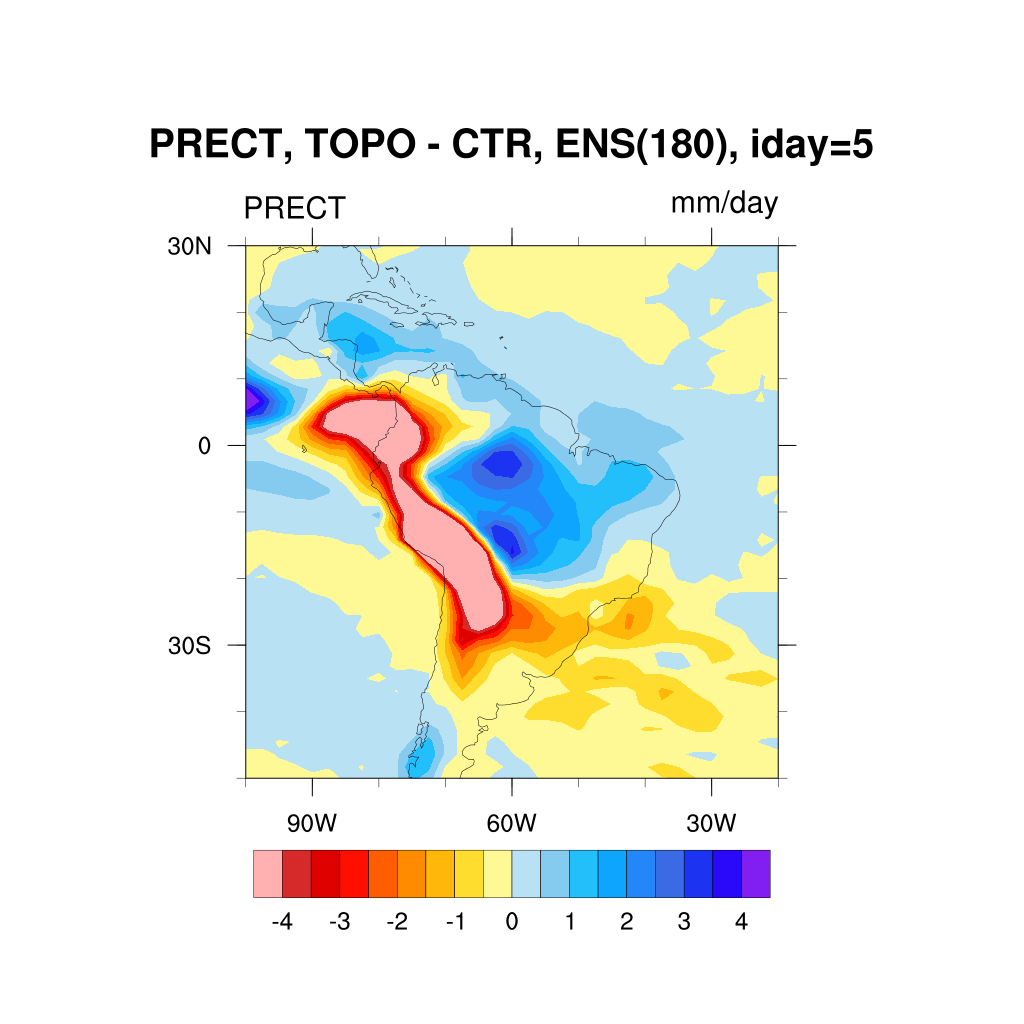 PRECT, TOPO - CTR, ENS(180), iday=5
PRECT mm/day
30N
0
30S
90W 60W 30W
-4 -3 -2 -1 0 1 2 3 4